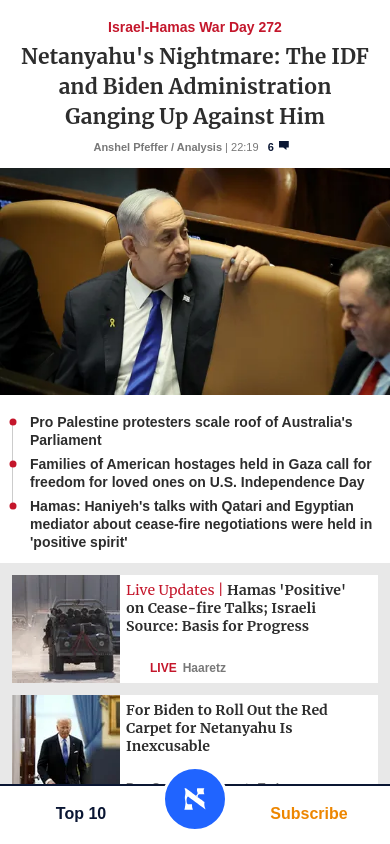 Israel-Hamas War Day 272
Netanyahu's Nightmare: The IDF
and Biden Administration
Ganging Up Against Him
Anshel Pfeffer / Analysis | 22:19 6
Pro Palestine protesters scale roof of Australia's
Parliament
Families of American hostages held in Gaza call for
freedom for loved ones on U.S. Independence Day
Hamas: Haniyeh's talks with Qatari and Egyptian
mediator about cease-fire negotiations were held in
'positive spirit'
Live Updates | Hamas 'Positive'
on Cease-fire Talks; Israeli
Source: Basis for Progress
LIVE Haaretz
For Biden to Roll Out the Red
Carpet for Netanyahu Is
Inexcusable
Top 10
Subscribe